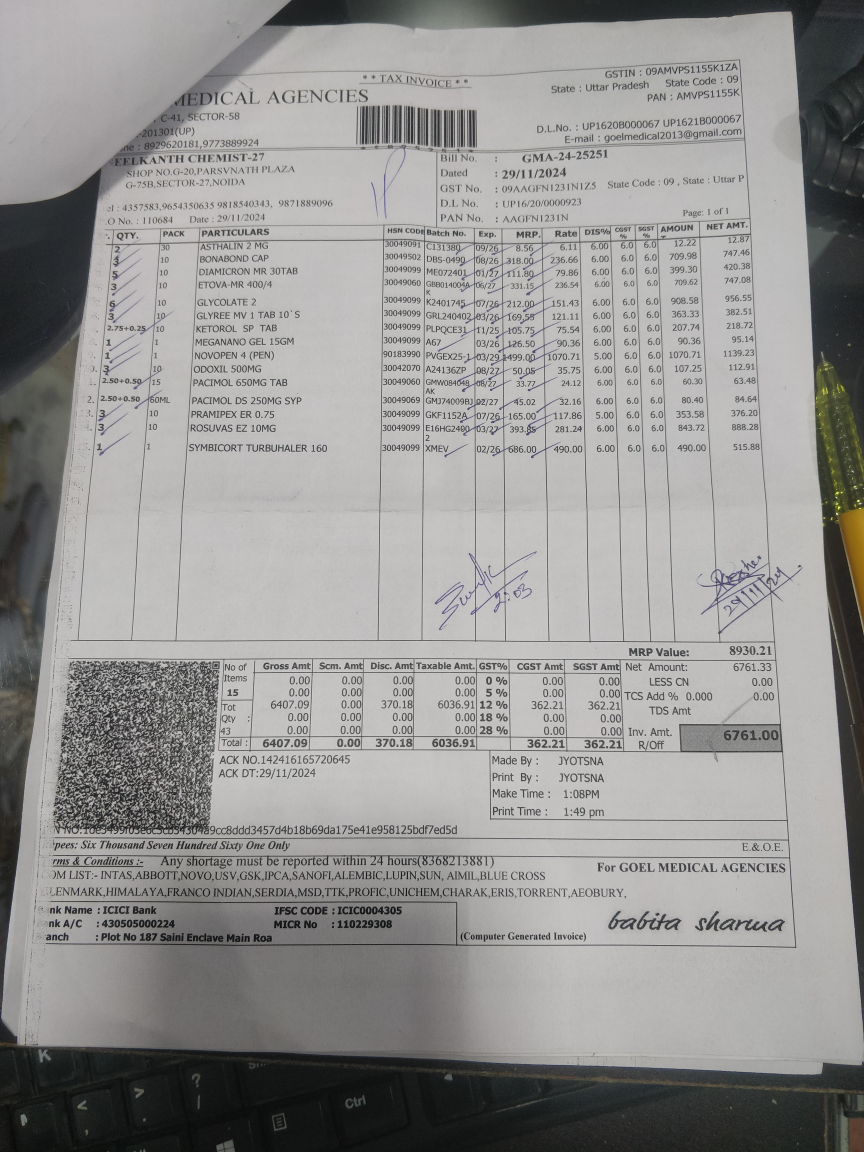 * * TAX INVOICE * *
GSTIN : 09AMVPS1155K1ZA
State : Uttar Pradesh State Code : 09
PAN : AMVPS1155K
MEDICAL AGENCIES
C-41, SECTOR-58
-201301(UP)
: 8929620181,9773889924
D.L.No. : UP1620B000067 UP1621B000067
E-mail : goelmedical2013@gmail.com
EELKANTH CHEMIST-27
SHOP NO.G-20,PARSVNATH PLAZA
G-75B,SECTOR-27,NOIDA
el : 4357583,9654350635 9818540343, 9871889096
O No. : 110684 Date : 29/11/2024
Bill No. : GMA-24-25251
Dated : 29/11/2024
GST No. : 09AAGFN1231N1Z5 State Code : 09 , State : Uttar P
D.L No. : UP16/20/0000923
PAN No. : AAGFN1231N
Page: 1 of 1
QTY. PACK PARTICULARS HSN CODE Batch No. Exp. MRP. Rate DIS% CGST % SGST % AMOUN NET AMT.
2 30 ASTHALIN 2 MG 30049091 C131380 09/26 8.56 6.11 6.00 6.0 6.0 12.22 12.87
3 10 BONABOND CAP 30049502 DBS-0490 08/26 318.00 236.66 6.00 6.0 6.0 709.98 747.46
5 10 DIAMICRON MR 30TAB 30049099 ME072401 01/27 111.80 79.86 6.00 6.0 6.0 399.30 420.38
3 10 ETOVA-MR 400/4 30049060 GBB014004A 06/27 331.15 236.54 6.00 6.0 6.0 709.62 747.08
K
6 10 GLYCOLATE 2 30049099 K2401745 07/26 212.00 151.43 6.00 6.0 6.0 908.58 956.55
3 10 GLYREE MV 1 TAB 10`S 30049099 GRL240402 03/26 169.55 121.11 6.00 6.0 6.0 363.33 382.51
2.75+0.25 10 KETOROL SP TAB 30049099 PLPQCE31 11/25 105.75 75.54 6.00 6.0 6.0 207.74 218.72
1 1 MEGANANO GEL 15GM 30049099 A67 03/26 126.50 90.36 6.00 6.0 6.0 90.36 95.14
1 1 NOVOPEN 4 (PEN) 90183990 PVGEX25-1 03/29 1499.00 1070.71 5.00 6.0 6.0 1070.71 1139.23
0. 3 10 ODOXIL 500MG 30042070 A24136ZP 08/27 50.05 35.75 6.00 6.0 6.0 107.25 112.91
1. 2.50+0.50 15 PACIMOL 650MG TAB 30049060 GMW084048 08/27 33.77 24.12 6.00 6.0 6.0 60.30 63.48
AK
2. 2.50+0.50 60ML PACIMOL DS 250MG SYP 30049069 GMJ74009BJ 02/27 45.02 32.16 6.00 6.0 6.0 80.40 84.64
3. 3 10 PRAMIPEX ER 0.75 30049099 GKF1152A 07/26 165.00 117.86 5.00 6.0 6.0 353.58 376.20
4. 3 10 ROSUVAS EZ 10MG 30049099 E16HG2400 03/27 393.85 281.24 6.00 6.0 6.0 843.72 888.28
2
5. 1 1 SYMBICORT TURBUHALER 160 30049099 XMEV 02/26 686.00 490.00 6.00 6.0 6.0 490.00 515.88
2:03
29/11/24
MRP Value: 8930.21
No of Items 15 Tot Qty : 43
Gross Amt Scm. Amt Disc. Amt Taxable Amt. GST% CGST Amt SGST Amt
0.00 0.00 0.00 0.00 0 % 0.00 0.00
0.00 0.00 0.00 0.00 5 % 0.00 0.00
6407.09 0.00 370.18 6036.91 12 % 362.21 362.21
0.00 0.00 0.00 0.00 18 % 0.00 0.00
0.00 0.00 0.00 0.00 28 % 0.00 0.00
Total : 6407.09 0.00 370.18 6036.91 362.21 362.21
Net Amount: 6761.33
LESS CN 0.00
TCS Add % 0.000 0.00
TDS Amt
Inv. Amt. 6761.00
R/Off
ACK NO.142416165720645
ACK DT:29/11/2024
Made By : JYOTSNA
Print By : JYOTSNA
Make Time : 1:08PM
Print Time : 1:49 pm
pees: Six Thousand Seven Hundred Sixty One Only E.& O.E.
rms & Conditions :- Any shortage must be reported within 24 hours(8368213881)
OM LIST:- INTAS,ABBOTT,NOVO,USV,GSK,IPCA,SANOFI,ALEMBIC,LUPIN,SUN, AIMIL,BLUE CROSS
LENMARK,HIMALAYA,FRANCO INDIAN,SERDIA,MSD,TTK,PROFIC,UNICHEM,CHARAK,ERIS,TORRENT,AEOBURY,
For GOEL MEDICAL AGENCIES
nk Name : ICICI Bank IFSC CODE : ICIC0004305
nk A/C : 430505000224 MICR No : 110229308
anch : Plot No 187 Saini Enclave Main Roa
(Computer Generated Invoice)
babita sharma
K
?
/
<
,
>
.
Ctrl